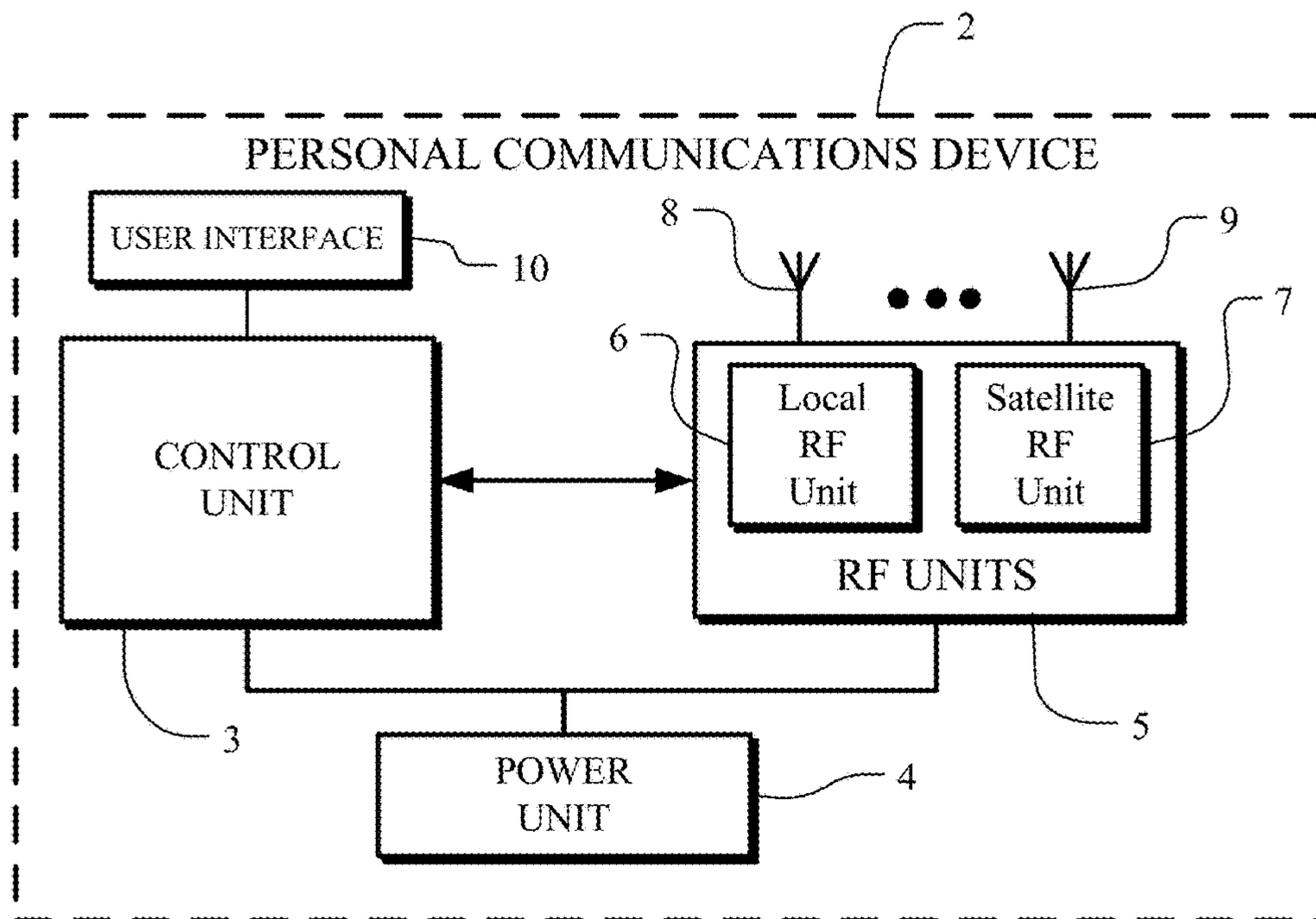 2
PERSONAL COMMUNICATIONS DEVICE
USER INTERFACE
10
8
9
7
6
CONTROL
UNIT
Local
RF
Unit
Satellite
RF
Unit
RF UNITS
3
5
POWER
UNIT
4